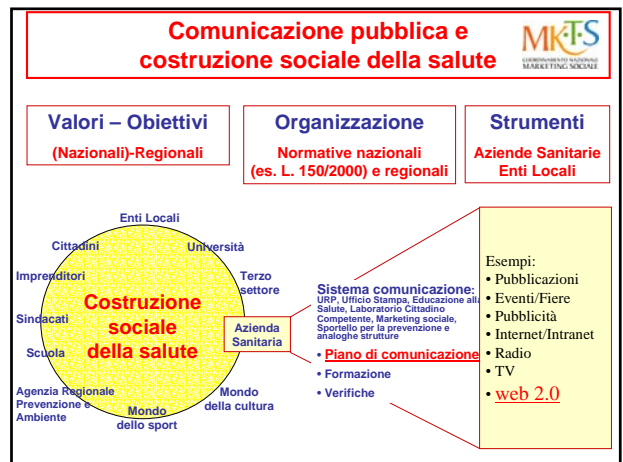 Comunicazione pubblica e
costruzione sociale della salute
MKTS
COORDINAMENTO NAZIONALE
MARKETING SOCIALE
Valori – Obiettivi
(Nazionali)-Regionali
Organizzazione
Normative nazionali
(es. L. 150/2000) e regionali
Strumenti
Aziende Sanitarie
Enti Locali
Enti Locali
Cittadini
Università
Imprenditori
Terzo
settore
Sindacati
Costruzione
sociale
della salute
Azienda
Sanitaria
Scuola
Agenzia Regionale
Prevenzione e
Ambiente
Mondo
dello sport
Mondo
della cultura
Sistema comunicazione:
URP, Ufficio Stampa, Educazione alla
Salute, Laboratorio Cittadino
Competente, Marketing sociale,
Sportello per la prevenzione e
analoghe strutture
• Piano di comunicazione
• Formazione
• Verifiche
Esempi:
• Pubblicazioni
• Eventi/Fiere
• Pubblicità
• Internet/Intranet
• Radio
• TV
• web 2.0